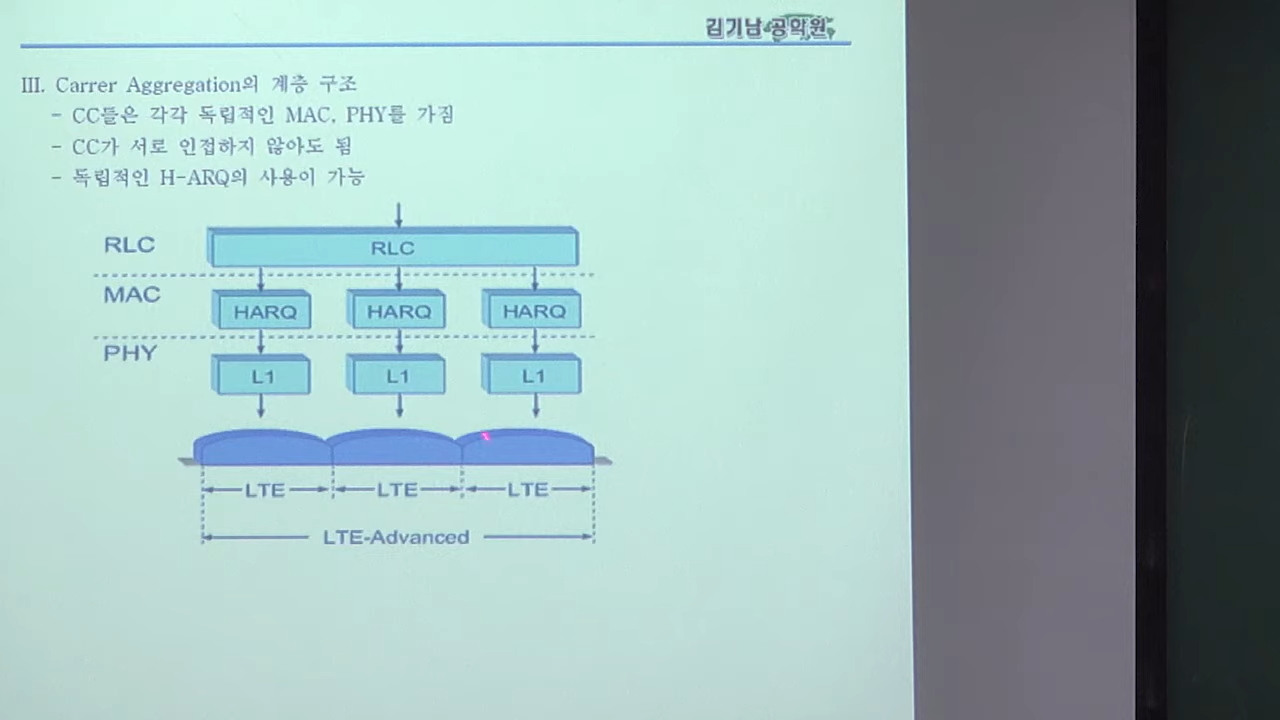 김기남 공학원
III. Carrer Aggregation의 계층 구조
- CC들은 각각 독립적인 MAC, PHY를 가짐
- CC가 서로 인접하지 않아도 됨
- 독립적인 H-ARQ의 사용이 가능
RLC RLC
MAC
HARQ HARQ HARQ
PHY
L1 L1 L1
LTE LTE LTE
LTE-Advanced